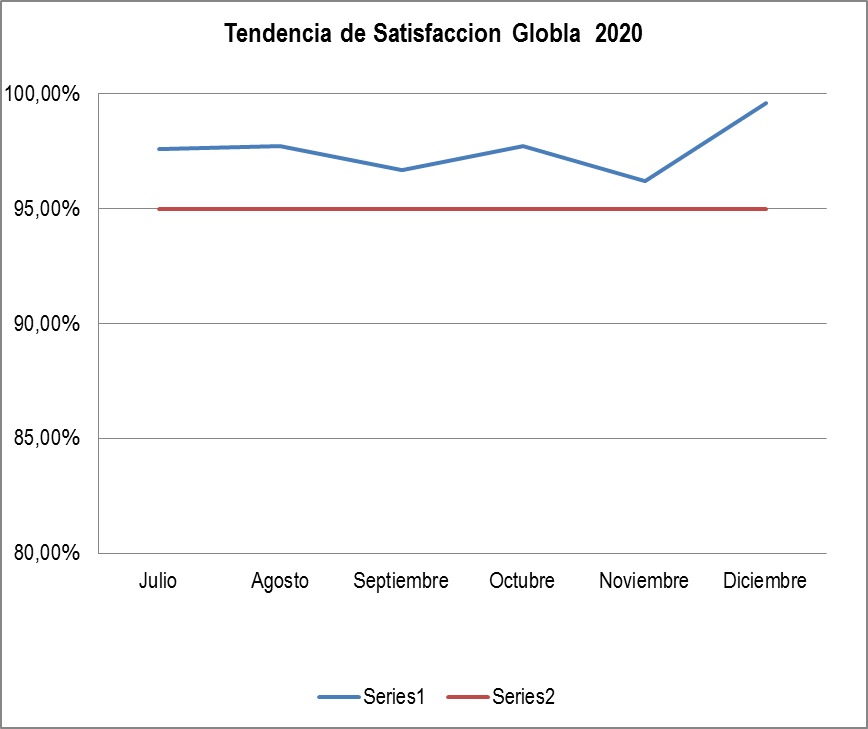 Tendencia de Satisfaccion Globla 2020
100,00%
95,00%
90,00%
85,00%
80,00%
Julio Agosto Septiembre Octubre Noviembre Diciembre
Series1 Series2